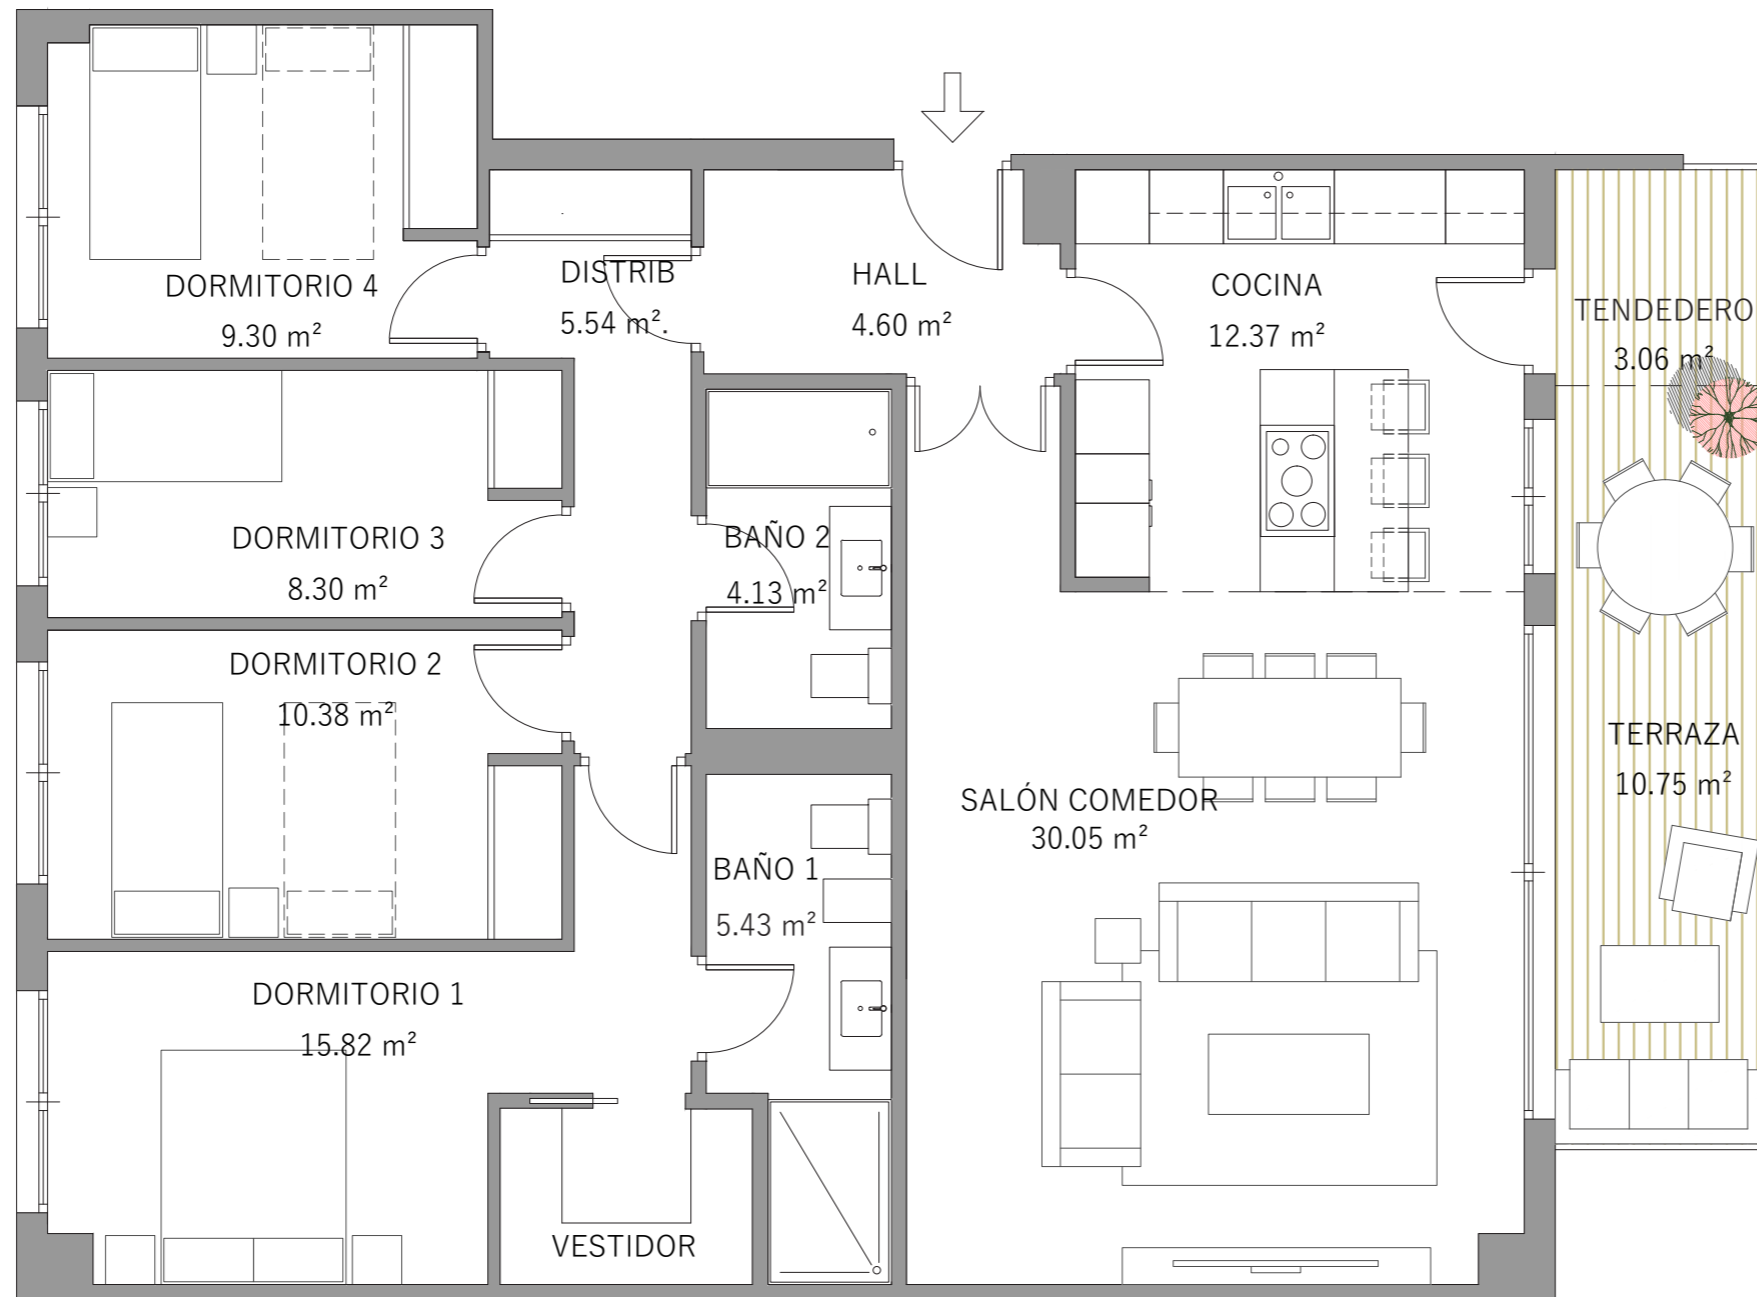 DORMITORIO 4
9.30 m²
DISTRIB
5.54 m².
HALL
4.60 m²
COCINA
12.37 m²
TENDEDERO
3.06 m²
DORMITORIO 3
8.30 m²
BAÑO 2
4.13 m²
DORMITORIO 2
10.38 m²
TERRAZA
10.75 m²
SALÓN COMEDOR
30.05 m²
BAÑO 1
5.43 m²
DORMITORIO 1
15.82 m²
VESTIDOR